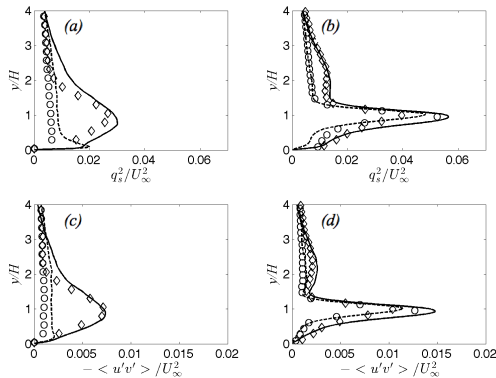 (a) (b)
y/H 4 3 2 1 0 y/H 4 3 2 1 0
0 0.02 0.04 0.06 0 0.02 0.04 0.06
q_s^2/U_∞^2 q_s^2/U_∞^2
(c) (d)
y/H 4 3 2 1 0 y/H 4 3 2 1 0
0 0.005 0.01 0.015 0.02 0 0.005 0.01 0.015 0.02
− < u'v' > /U_∞^2 − < u'v' > /U_∞^2